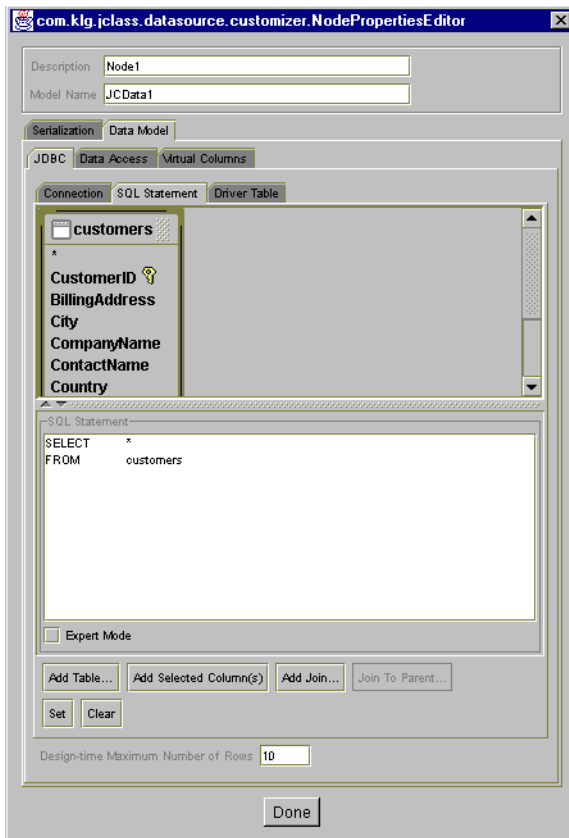 com.klg.jclass.datasource.customizer.NodePropertiesEditor
Description Node1
Model Name JCData1
Serialization Data Model
JDBC Data Access Virtual Columns
Connection SQL Statement Driver Table
customers
*
CustomerID
BillingAddress
City
CompanyName
ContactName
Country
SQL Statement
SELECT *
FROM customers
Expert Mode
Add Table... Add Selected Column(s) Add Join... Join To Parent...
Set Clear
Design-time Maximum Number of Rows 10
Done